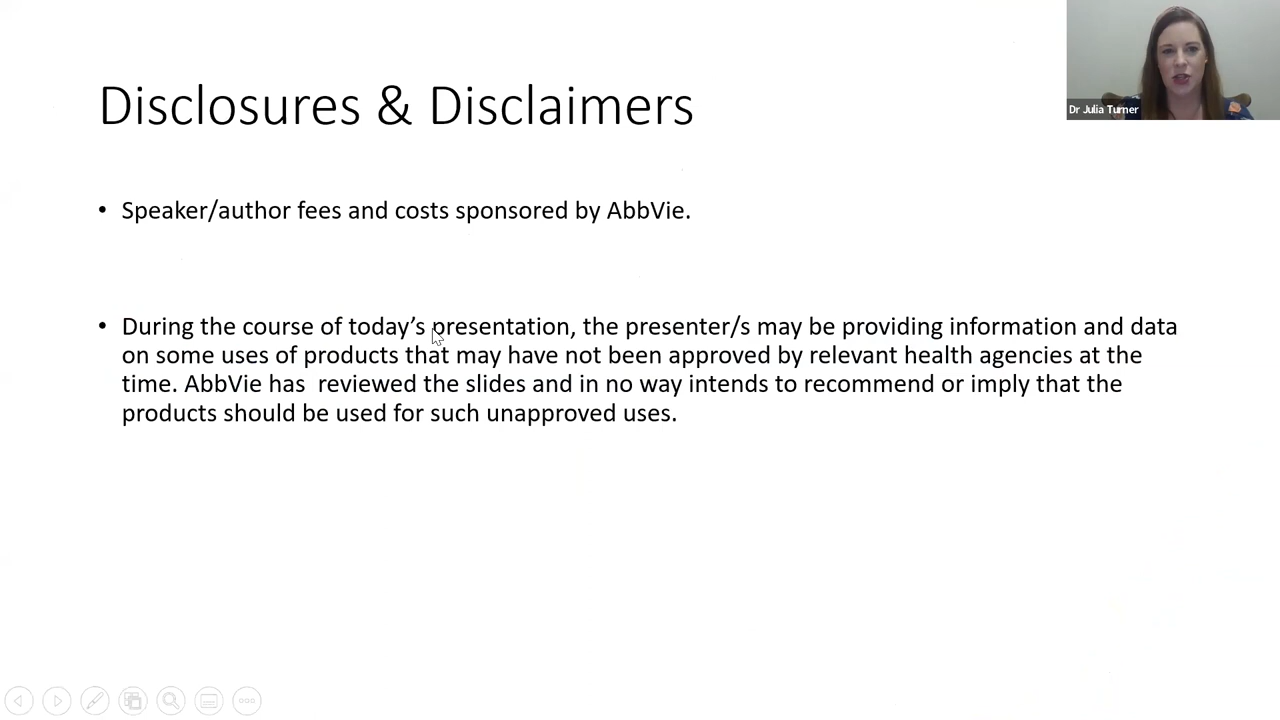 Disclosures & Disclaimers
Dr Julia Turner
• Speaker/author fees and costs sponsored by AbbVie.
• During the course of today’s presentation, the presenter/s may be providing information and data
on some uses of products that may have not been approved by relevant health agencies at the
time. AbbVie has  reviewed the slides and in no way intends to recommend or imply that the
products should be used for such unapproved uses.